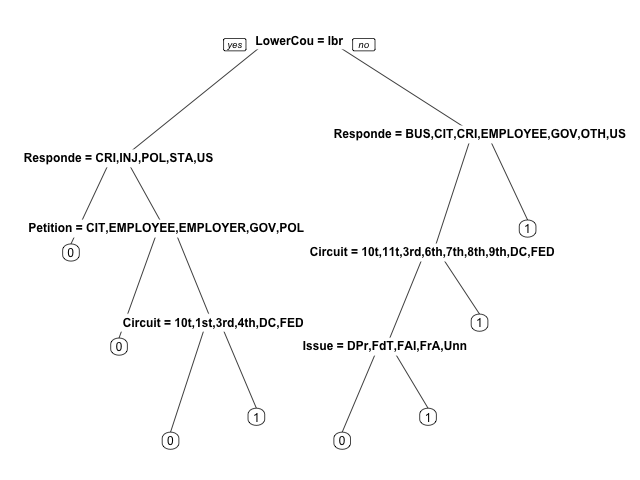 yes LowerCou = lbr no
Responde = BUS,CIT,CRI,EMPLOYEE,GOV,OTH,US
Responde = CRI,INJ,POL,STA,US
Petition = CIT,EMPLOYEE,EMPLOYER,GOV,POL
1
0
Circuit = 10t,11t,3rd,6th,7th,8th,9th,DC,FED
Circuit = 10t,1st,3rd,4th,DC,FED
1
0
Issue = DPr,FdT,FAI,FrA,Unn
1
1
0
0